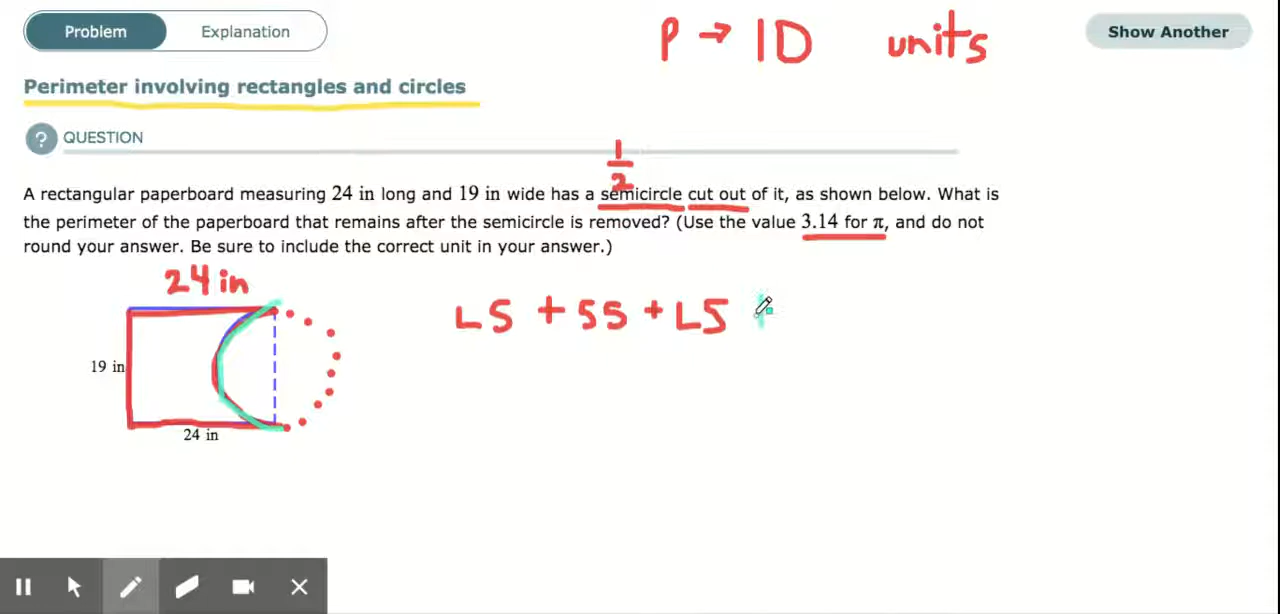 Problem Explanation P → 1D units Show Another
Perimeter involving rectangles and circles
? QUESTION
1
2
A rectangular paperboard measuring 24 in long and 19 in wide has a semicircle cut out of it, as shown below. What is
the perimeter of the paperboard that remains after the semicircle is removed? (Use the value 3.14 for π, and do not
round your answer. Be sure to include the correct unit in your answer.)
24 in
LS + SS + LS
19 in
24 in